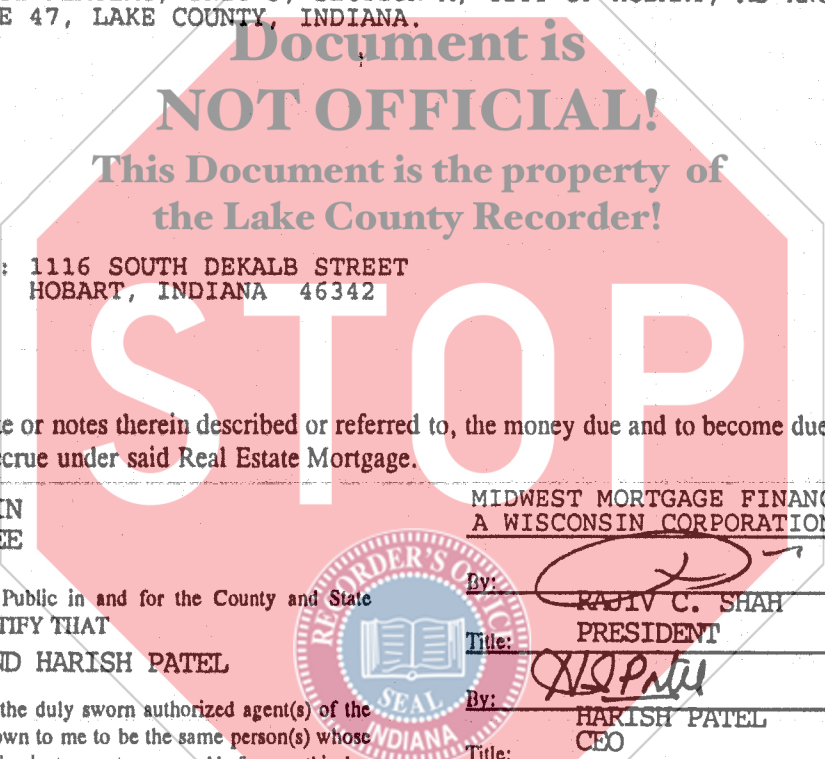 E 47, LAKE COUNTY, INDIANA.
Document is
NOT OFFICIAL!
This Document is the property of
the Lake County Recorder!
: 1116 SOUTH DEKALB STREET
HOBART, INDIANA 46342
STOP
or notes therein described or referred to, the money due and to become due
under said Real Estate Mortgage.
IN
EE
Public in and for the County and State
TIFY THAT
ND HARISH PATEL
the duly sworn authorized agent(s) of the
own to me to be the same person(s) whose
MIDWEST MORTGAGE FINANC
A WISCONSIN CORPORATION
By:
RAJIV C. SHAH
Title: PRESIDENT
By:
HARISH PATEL
Title: CEO
RECORDER'S OFFICE
SEAL
INDIANA